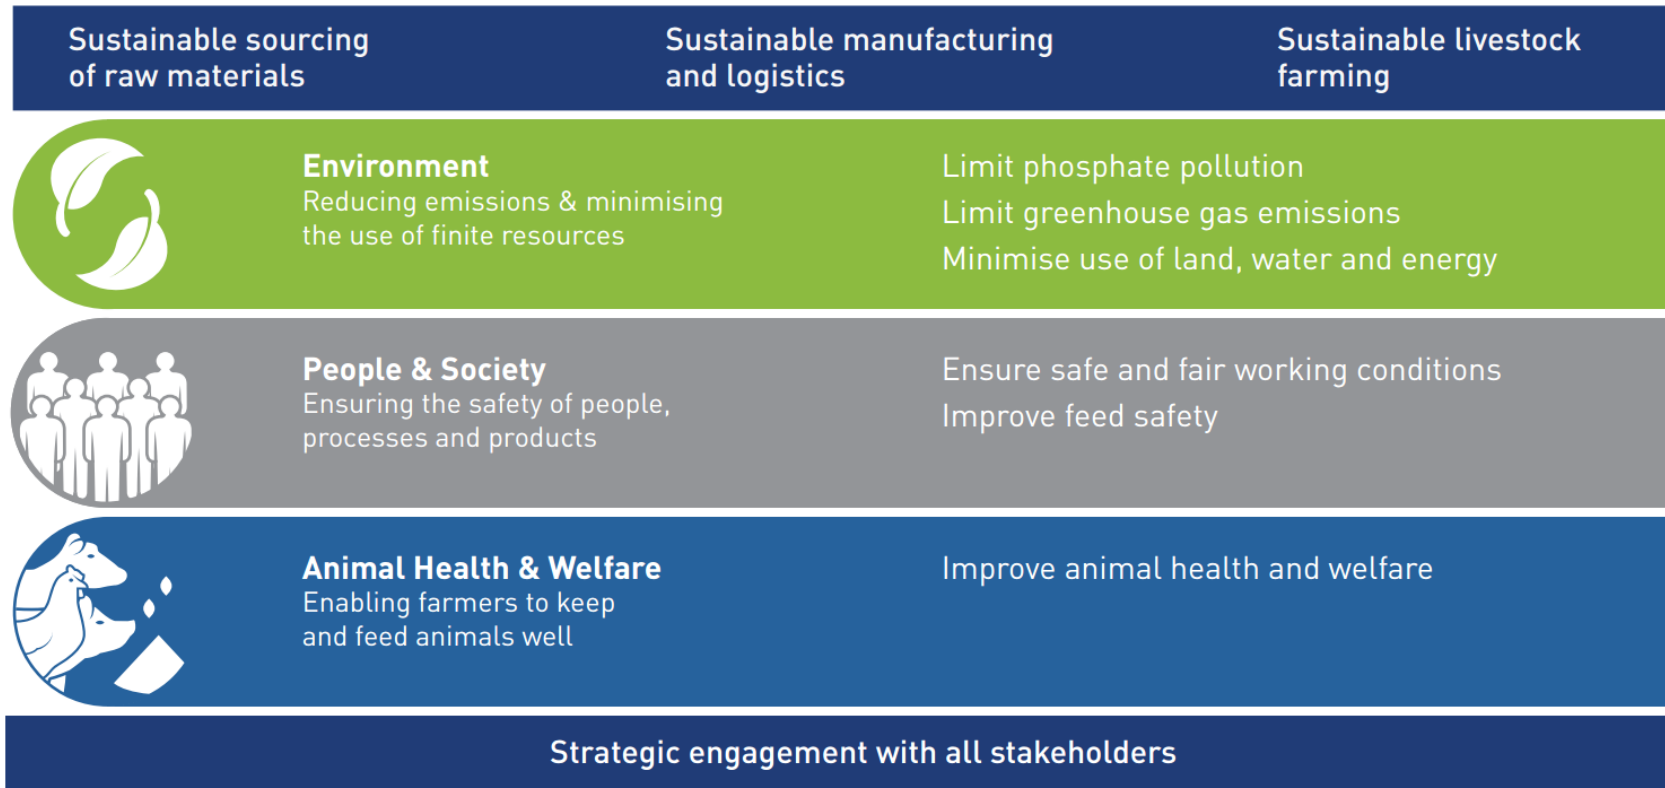 Sustainable sourcing
of raw materials
Sustainable manufacturing
and logistics
Sustainable livestock
farming
Environment
Reducing emissions & minimising
the use of finite resources
Limit phosphate pollution
Limit greenhouse gas emissions
Minimise use of land, water and energy
People & Society
Ensuring the safety of people,
processes and products
Ensure safe and fair working conditions
Improve feed safety
Animal Health & Welfare
Enabling farmers to keep
and feed animals well
Improve animal health and welfare
Strategic engagement with all stakeholders